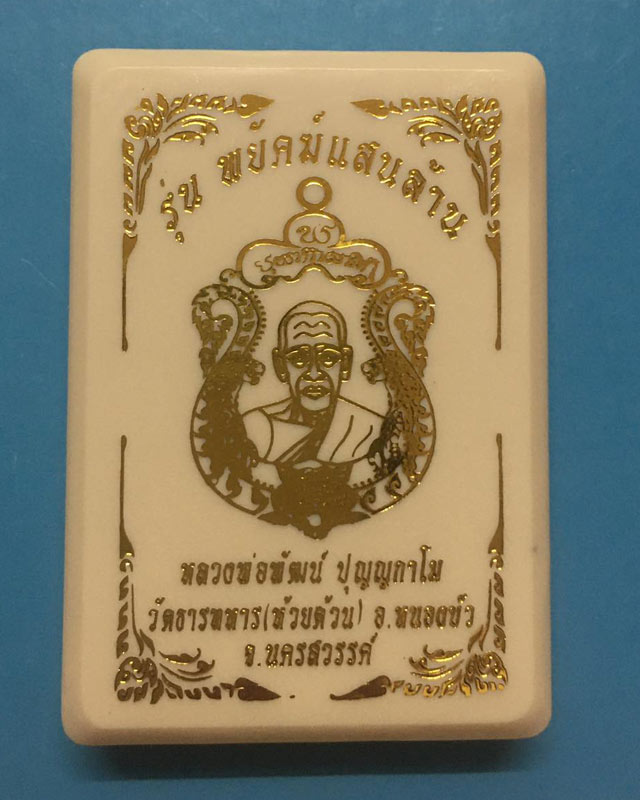 รุ่น พยัคฆ์แสนล้าน
หลวงพ่อพัฒน์ ปุญญกาโม
วัดธารทหาร(ห้วยด้วน) อ.หนองบัว
จ.นครสวรรค์